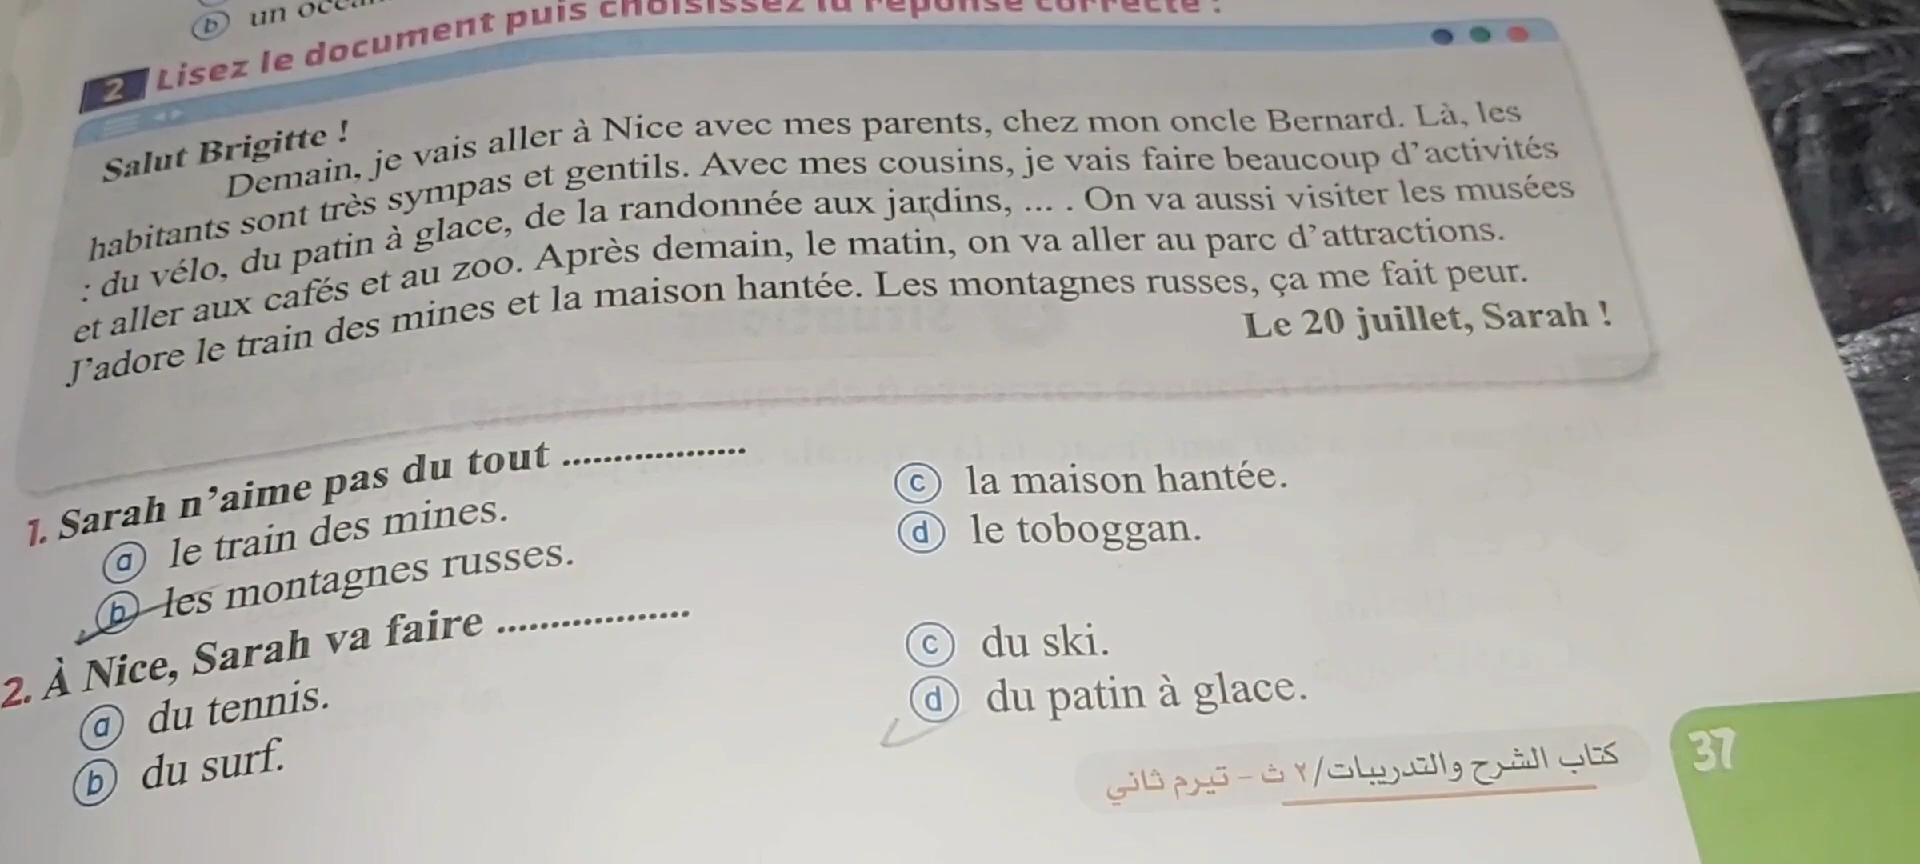 b un
2 Lisez le document puis choisissez la réponse correcte :
Salut Brigitte !
Demain, je vais aller à Nice avec mes parents, chez mon oncle Bernard. Là, les
habitants sont très sympas et gentils. Avec mes cousins, je vais faire beaucoup d'activités
: du vélo, du patin à glace, de la randonnée aux jardins, ... . On va aussi visiter les musées
et aller aux cafés et au zoo. Après demain, le matin, on va aller au parc d'attractions.
J'adore le train des mines et la maison hantée. Les montagnes russes, ça me fait peur.
Le 20 juillet, Sarah !
1. Sarah n'aime pas du tout ..................
a le train des mines.
b les montagnes russes.
c la maison hantée.
d le toboggan.
2. À Nice, Sarah va faire ..................
a du tennis.
b du surf.
c du ski.
d du patin à glace.
كتاب الشرح والتدريبات/ ٢ ث - تيرم ثاني
37